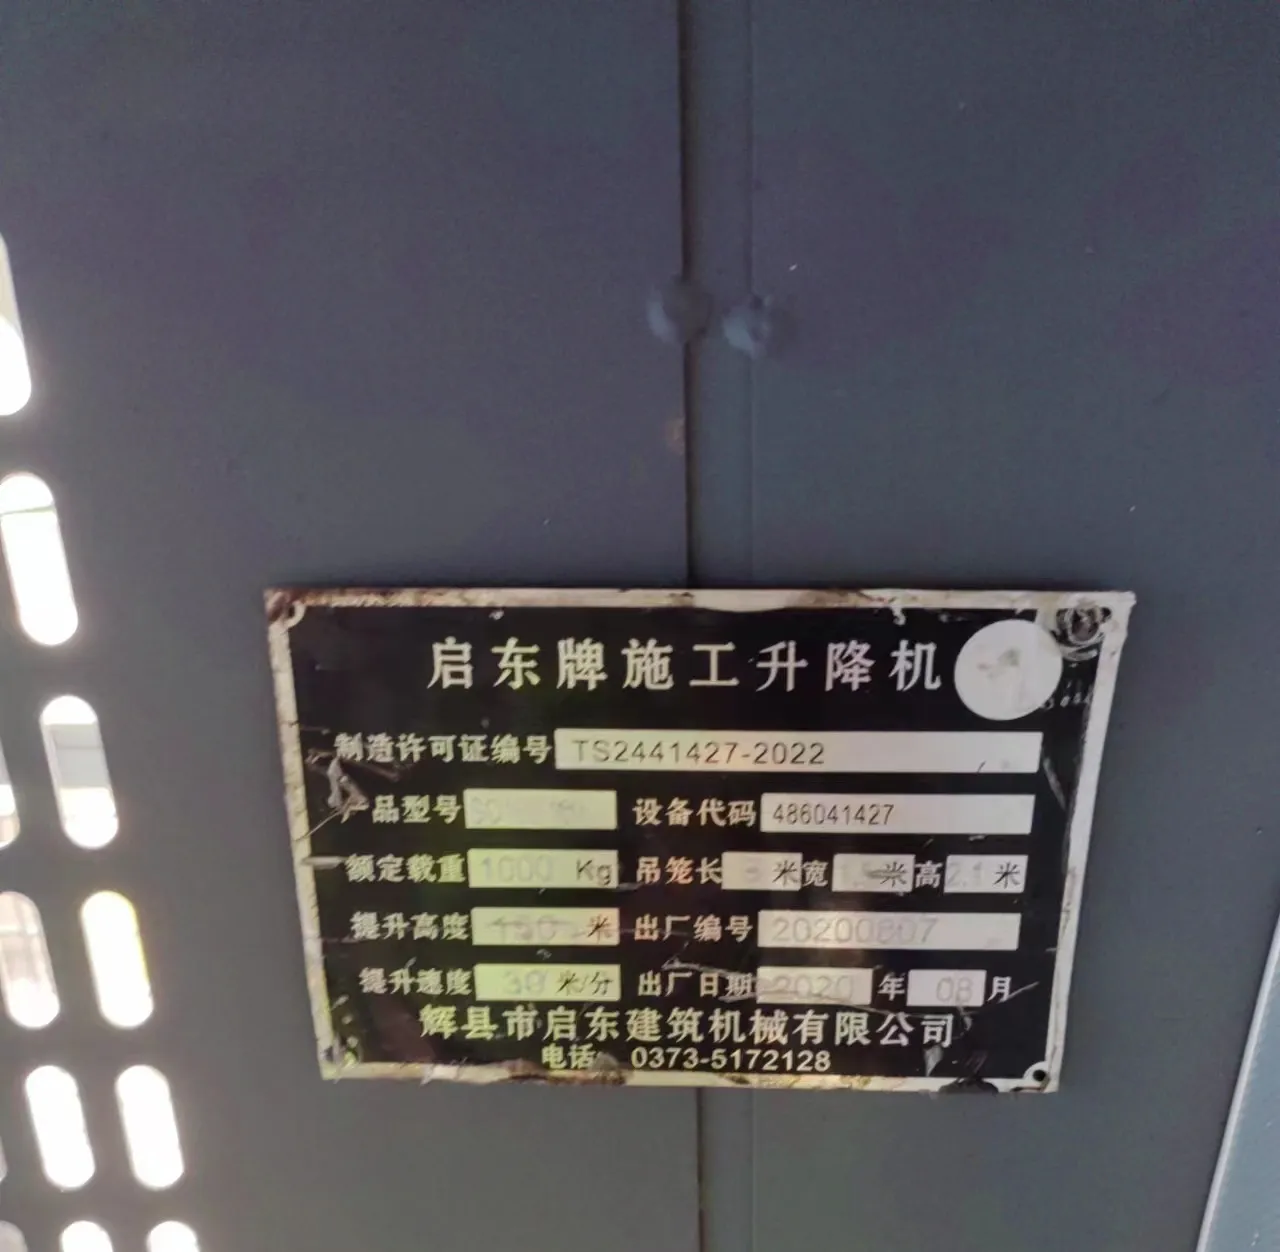 启东牌施工升降机
制造许可证编号 TS2441427-2022
产品型号 设备代码 486041427
额定载重 1000 Kg 吊笼长 3 米 宽 米 高 2.1 米
提升高度 150 米 出厂编号 20200807
提升速度 30 米/分 出厂日期 2020 年 08 月
辉县市启东建筑机械有限公司
电话: 0373-5172128